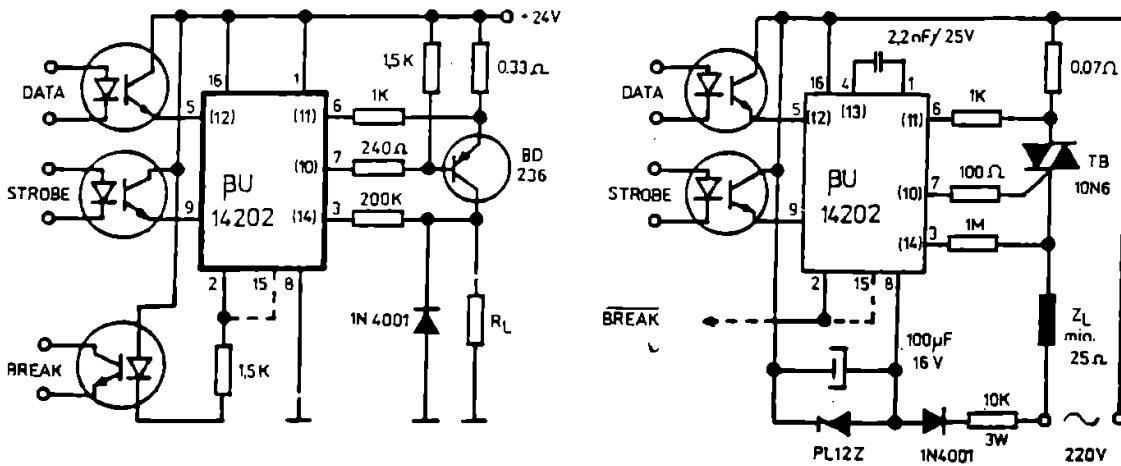 + 24V
DATA
STROBE
BREAK
16
1
5
(12)
(11)
6
1K
1,5K
0.33Ω
(10)
7
240Ω
BD
236
βU
14202
9
(14)
3
200K
2
15
8
1,5K
1N 4001
RL
2,2nF/25V
DATA
STROBE
BREAK
16
4
1
5
(12)
(13)
(11)
6
1K
0,07Ω
TB
10N6
βU
14202
(10)
7
100Ω
9
(14)
3
1M
2
15
8
100µF
16V
ZL
min.
25Ω
PL12Z
1N4001
10K
3W
∼
220V